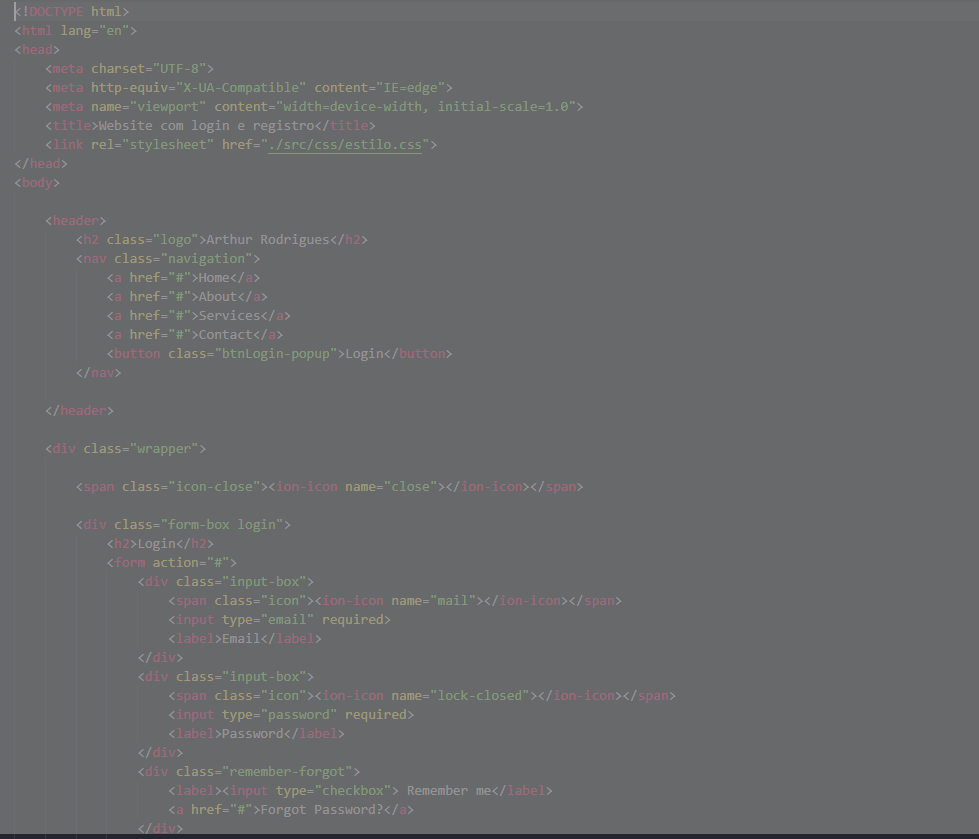 <!DOCTYPE html>
<html lang="en">
<head>
    <meta charset="UTF-8">
    <meta http-equiv="X-UA-Compatible" content="IE=edge">
    <meta name="viewport" content="width=device-width, initial-scale=1.0">
    <title>Website com login e registro</title>
    <link rel="stylesheet" href="./src/css/estilo.css">
</head>
<body>
    <header>
        <h2 class="logo">Arthur Rodrigues</h2>
        <nav class="navigation">
            <a href="#">Home</a>
            <a href="#">About</a>
            <a href="#">Services</a>
            <a href="#">Contact</a>
            <button class="btnLogin-popup">Login</button>
        </nav>
    </header>
    <div class="wrapper">
        <span class="icon-close"><ion-icon name="close"></ion-icon></span>
        <div class="form-box login">
            <h2>Login</h2>
            <form action="#">
                <div class="input-box">
                    <span class="icon"><ion-icon name="mail"></ion-icon></span>
                    <input type="email" required>
                    <label>Email</label>
                </div>
                <div class="input-box">
                    <span class="icon"><ion-icon name="lock-closed"></ion-icon></span>
                    <input type="password" required>
                    <label>Password</label>
                </div>
                <div class="remember-forgot">
                    <label><input type="checkbox"> Remember me</label>
                    <a href="#">Forgot Password?</a>
                </div>